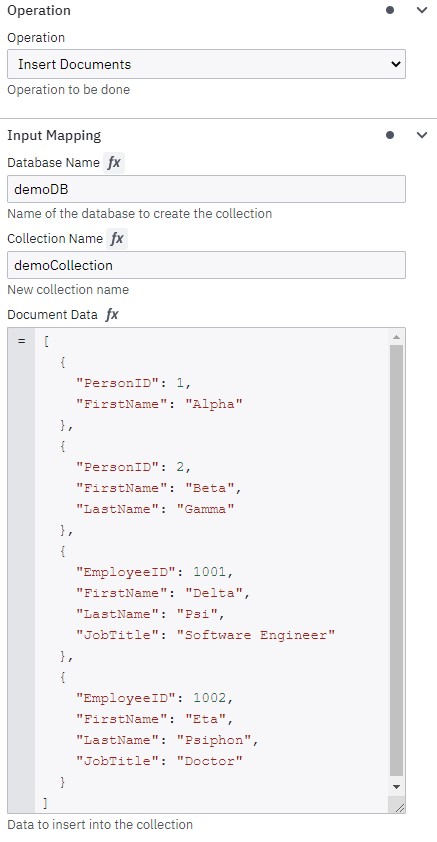 Operation
Operation
Insert Documents
Operation to be done
Input Mapping
Database Name fx
demoDB
Name of the database to create the collection
Collection Name fx
demoCollection
New collection name
Document Data fx
= [
{
"PersonID": 1,
"FirstName": "Alpha"
},
{
"PersonID": 2,
"FirstName": "Beta",
"LastName": "Gamma"
},
{
"EmployeeID": 1001,
"FirstName": "Delta",
"LastName": "Psi",
"JobTitle": "Software Engineer"
},
{
"EmployeeID": 1002,
"FirstName": "Eta",
"LastName": "Psiphon",
"JobTitle": "Doctor"
}
]
Data to insert into the collection